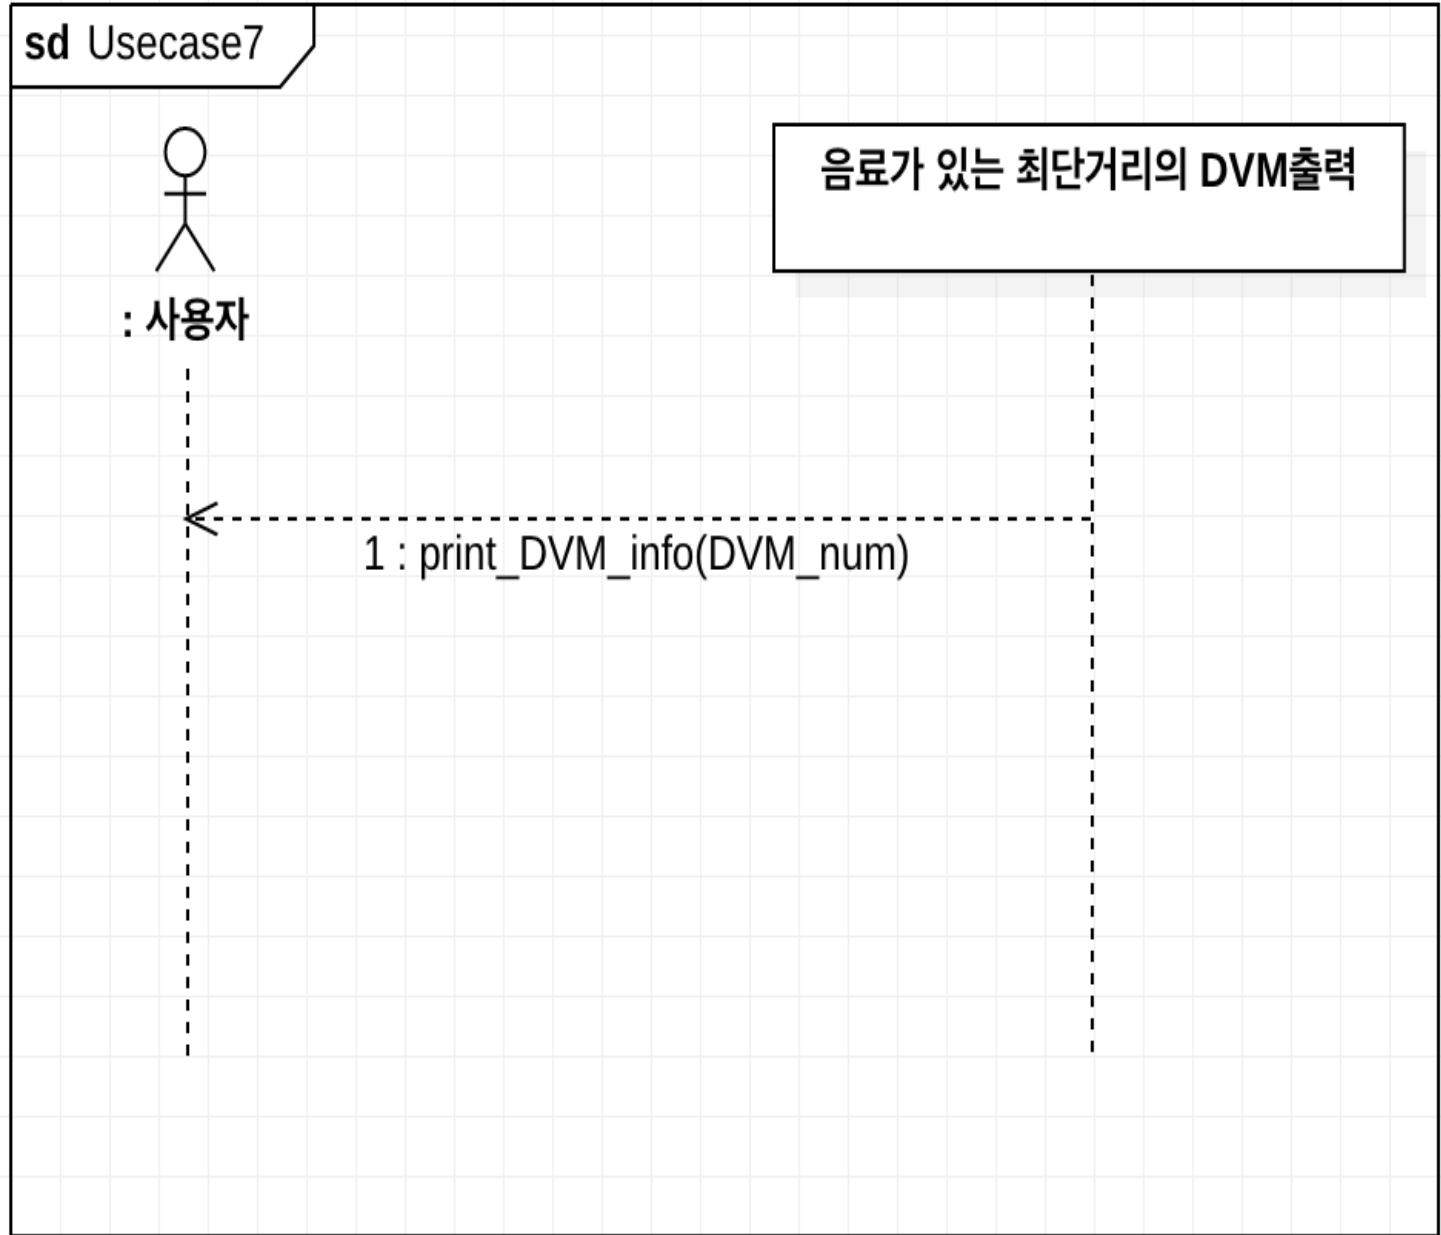 sd Usecase7
음료가 있는 최단거리의 DVM출력
: 사용자
1 : print_DVM_info(DVM_num)